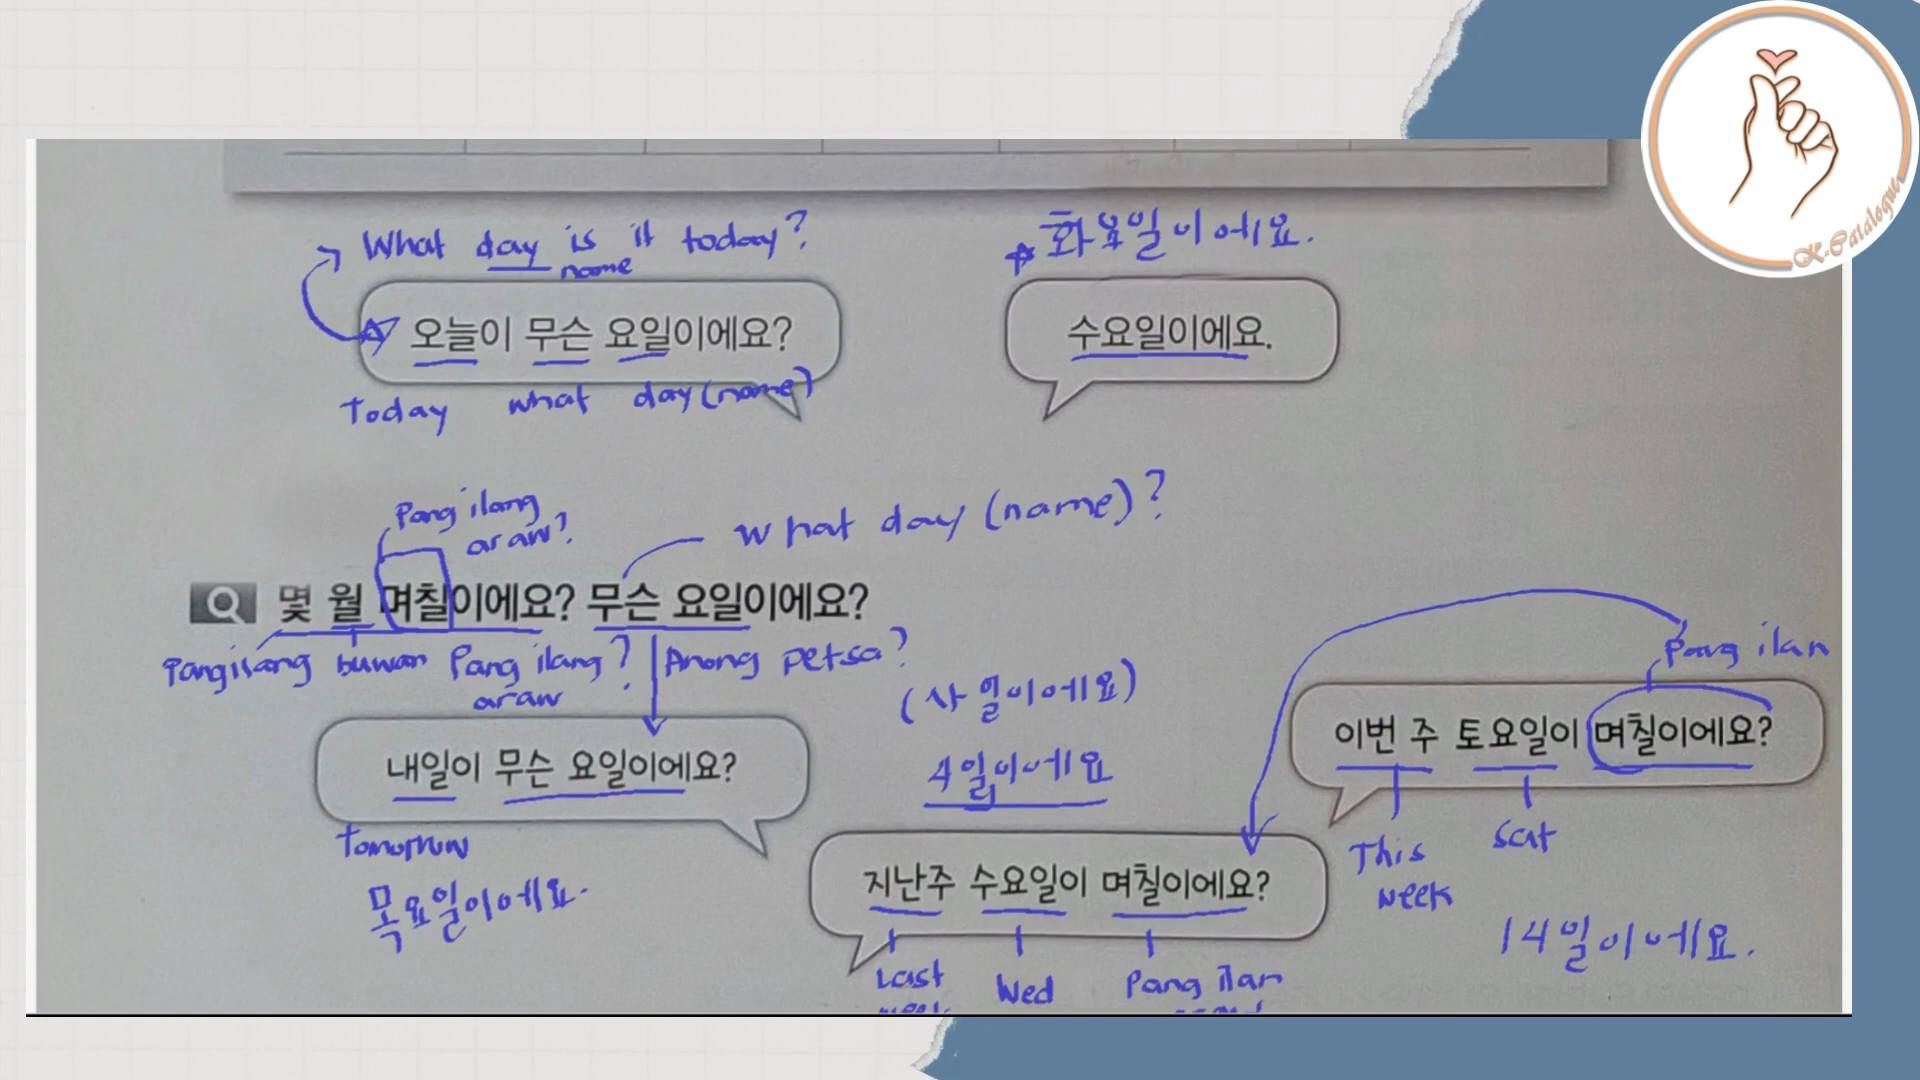 What day is it today?
name
화요일이에요.
오늘이 무슨 요일이에요?
수요일이에요.
Today what day (name)
Pang ilang
araw?
What day (name)?
몇 월 며칠이에요? 무슨 요일이에요?
Pangilang buwan Pang ilang?
araw
Anong petsa?
Pang ilan
(사일이에요)
이번 주 토요일이 며칠이에요?
내일이 무슨 요일이에요?
4일이에요
This
week
Sat
Tomorrow
지난주 수요일이 며칠이에요?
목요일이에요.
14일이에요.
Last
Wed
Pang ilan
K-Catalogue